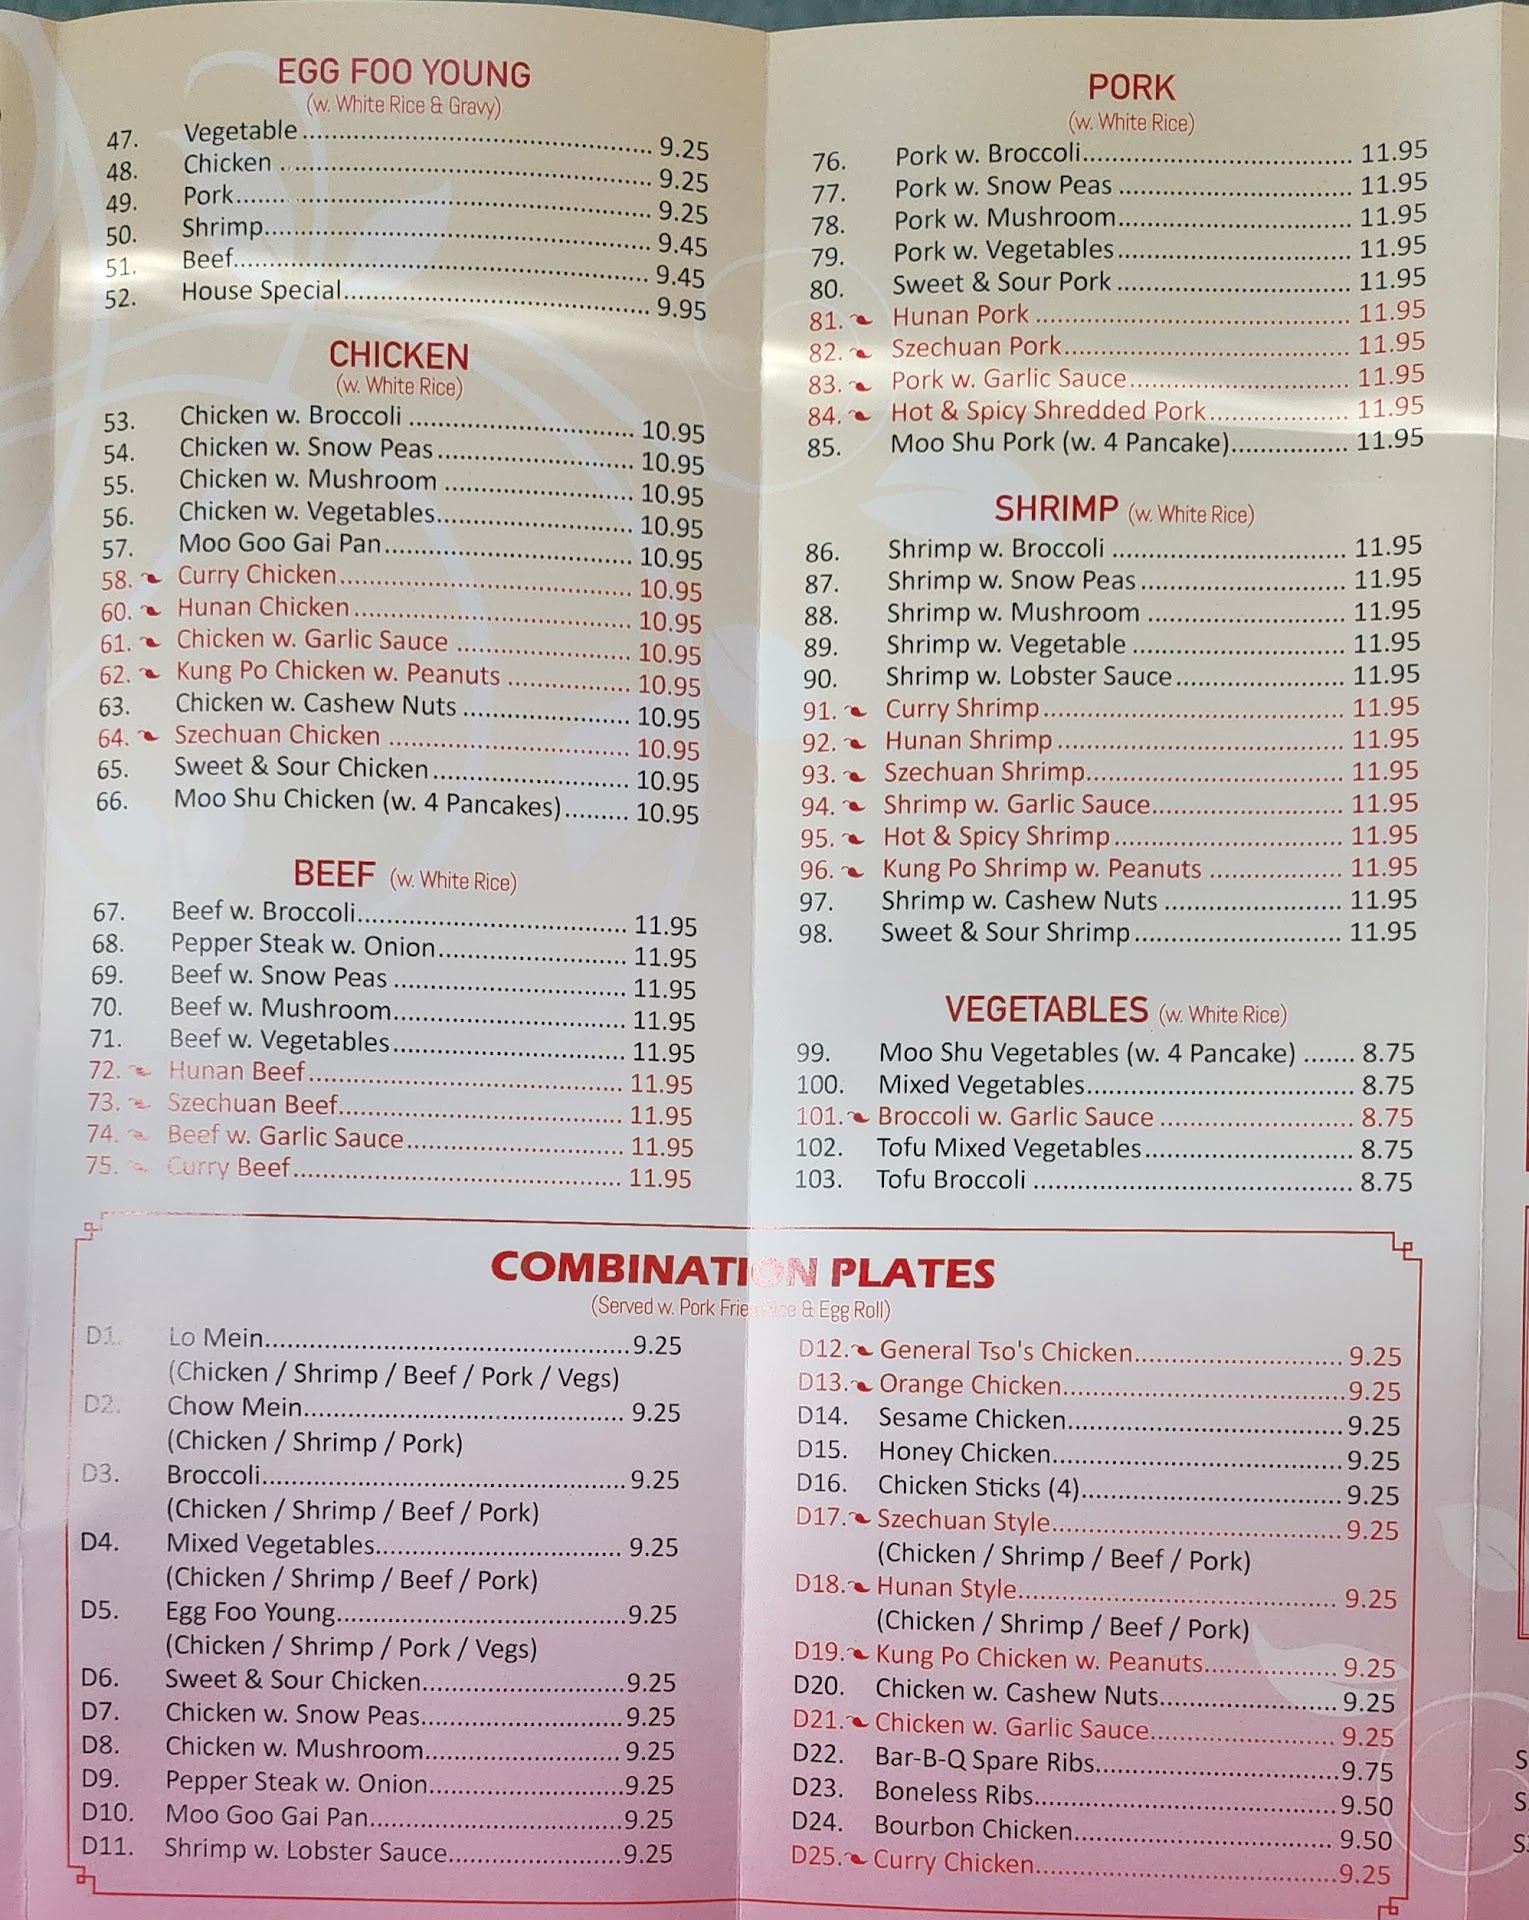 EGG FOO YOUNG
(w. White Rice & Gravy)
47. Vegetable 9.25
48. Chicken 9.25
49. Pork 9.25
50. Shrimp 9.45
51. Beef 9.45
52. House Special 9.95
CHICKEN
(w. White Rice)
53. Chicken w. Broccoli 10.95
54. Chicken w. Snow Peas 10.95
55. Chicken w. Mushroom 10.95
56. Chicken w. Vegetables 10.95
57. Moo Goo Gai Pan 10.95
58. Curry Chicken 10.95
60. Hunan Chicken 10.95
61. Chicken w. Garlic Sauce 10.95
62. Kung Po Chicken w. Peanuts 10.95
63. Chicken w. Cashew Nuts 10.95
64. Szechuan Chicken 10.95
65. Sweet & Sour Chicken 10.95
66. Moo Shu Chicken (w. 4 Pancakes) 10.95
BEEF (w. White Rice)
67. Beef w. Broccoli 11.95
68. Pepper Steak w. Onion 11.95
69. Beef w. Snow Peas 11.95
70. Beef w. Mushroom 11.95
71. Beef w. Vegetables 11.95
72. Hunan Beef 11.95
73. Szechuan Beef 11.95
74. Beef w. Garlic Sauce 11.95
75. Curry Beef 11.95
PORK
(w. White Rice)
76. Pork w. Broccoli 11.95
77. Pork w. Snow Peas 11.95
78. Pork w. Mushroom 11.95
79. Pork w. Vegetables 11.95
80. Sweet & Sour Pork 11.95
81. Hunan Pork 11.95
82. Szechuan Pork 11.95
83. Pork w. Garlic Sauce 11.95
84. Hot & Spicy Shredded Pork 11.95
85. Moo Shu Pork (w. 4 Pancake) 11.95
SHRIMP (w. White Rice)
86. Shrimp w. Broccoli 11.95
87. Shrimp w. Snow Peas 11.95
88. Shrimp w. Mushroom 11.95
89. Shrimp w. Vegetable 11.95
90. Shrimp w. Lobster Sauce 11.95
91. Curry Shrimp 11.95
92. Hunan Shrimp 11.95
93. Szechuan Shrimp 11.95
94. Shrimp w. Garlic Sauce 11.95
95. Hot & Spicy Shrimp 11.95
96. Kung Po Shrimp w. Peanuts 11.95
97. Shrimp w. Cashew Nuts 11.95
98. Sweet & Sour Shrimp 11.95
VEGETABLES (w. White Rice)
99. Moo Shu Vegetables (w. 4 Pancake) 8.75
100. Mixed Vegetables 8.75
101. Broccoli w. Garlic Sauce 8.75
102. Tofu Mixed Vegetables 8.75
103. Tofu Broccoli 8.75
COMBINATION PLATES
(Served w. Pork Fried Rice & Egg Roll)
D1. Lo Mein 9.25
(Chicken / Shrimp / Beef / Pork / Vegs)
D2. Chow Mein 9.25
(Chicken / Shrimp / Pork)
D3. Broccoli 9.25
(Chicken / Shrimp / Beef / Pork)
D4. Mixed Vegetables 9.25
(Chicken / Shrimp / Beef / Pork)
D5. Egg Foo Young 9.25
(Chicken / Shrimp / Pork / Vegs)
D6. Sweet & Sour Chicken 9.25
D7. Chicken w. Snow Peas 9.25
D8. Chicken w. Mushroom 9.25
D9. Pepper Steak w. Onion 9.25
D10. Moo Goo Gai Pan 9.25
D11. Shrimp w. Lobster Sauce 9.25
D12. General Tso's Chicken 9.25
D13. Orange Chicken 9.25
D14. Sesame Chicken 9.25
D15. Honey Chicken 9.25
D16. Chicken Sticks (4) 9.25
D17. Szechuan Style 9.25
(Chicken / Shrimp / Beef / Pork)
D18. Hunan Style 9.25
(Chicken / Shrimp / Beef / Pork)
D19. Kung Po Chicken w. Peanuts 9.25
D20. Chicken w. Cashew Nuts 9.25
D21. Chicken w. Garlic Sauce 9.25
D22. Bar-B-Q Spare Ribs 9.75
D23. Boneless Ribs 9.50
D24. Bourbon Chicken 9.50
D25. Curry Chicken 9.25